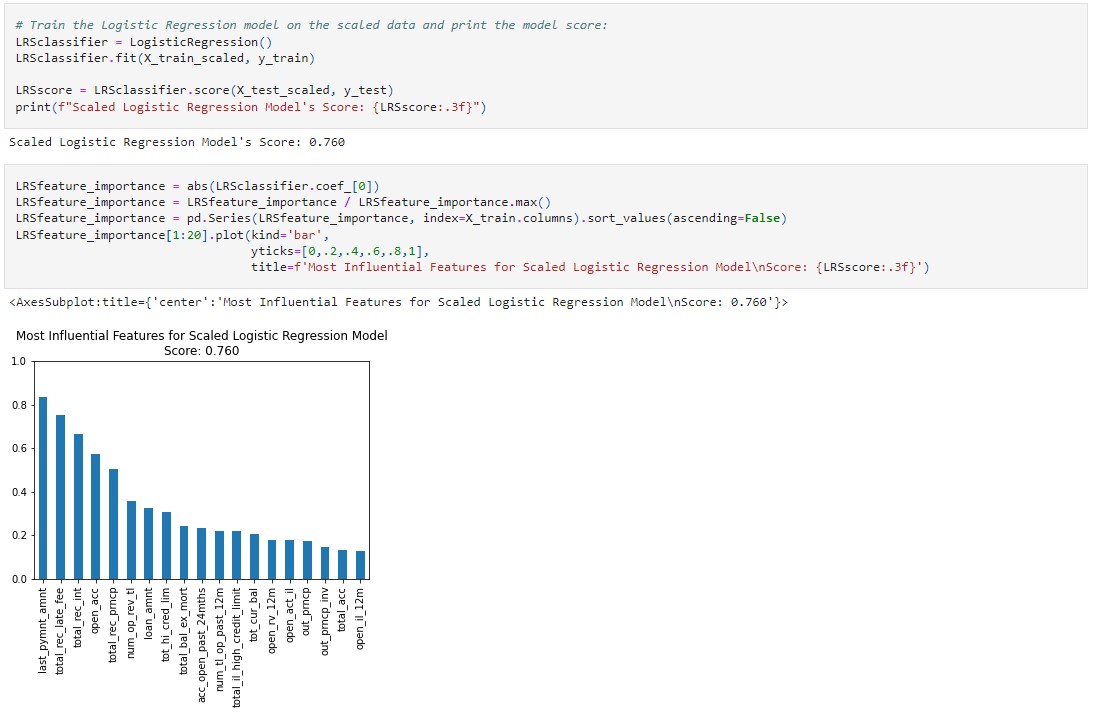 # Train the Logistic Regression model on the scaled data and print the model score:
LRSclassifier = LogisticRegression()
LRSclassifier.fit(X_train_scaled, y_train)
LRSscore = LRSclassifier.score(X_test_scaled, y_test)
print(f"Scaled Logistic Regression Model's Score: {LRSscore:.3f}")
Scaled Logistic Regression Model's Score: 0.760
LRSfeature_importance = abs(LRSclassifier.coef_[0])
LRSfeature_importance = LRSfeature_importance / LRSfeature_importance.max()
LRSfeature_importance = pd.Series(LRSfeature_importance, index=X_train.columns).sort_values(ascending=False)
LRSfeature_importance[1:20].plot(kind='bar',
yticks=[0,.2,.4,.6,.8,1],
title=f'Most Influential Features for Scaled Logistic Regression Model\nScore: {LRSscore:.3f}')
<AxesSubplot:title={'center':'Most Influential Features for Scaled Logistic Regression Model\nScore: 0.760'}>
Most Influential Features for Scaled Logistic Regression Model
Score: 0.760
1.0
0.8
0.6
0.4
0.2
0.0
last_pymnt_amnt
total_rec_late_fee
total_rec_int
open_acc
total_rec_prncp
num_op_rev_tl
loan_amnt
tot_hi_cred_lim
total_bal_ex_mort
acc_open_past_24mths
num_tl_op_past_12m
total_il_high_credit_limit
tot_cur_bal
open_rv_12m
open_act_il
out_prncp
out_prncp_inv
total_acc
open_il_12m